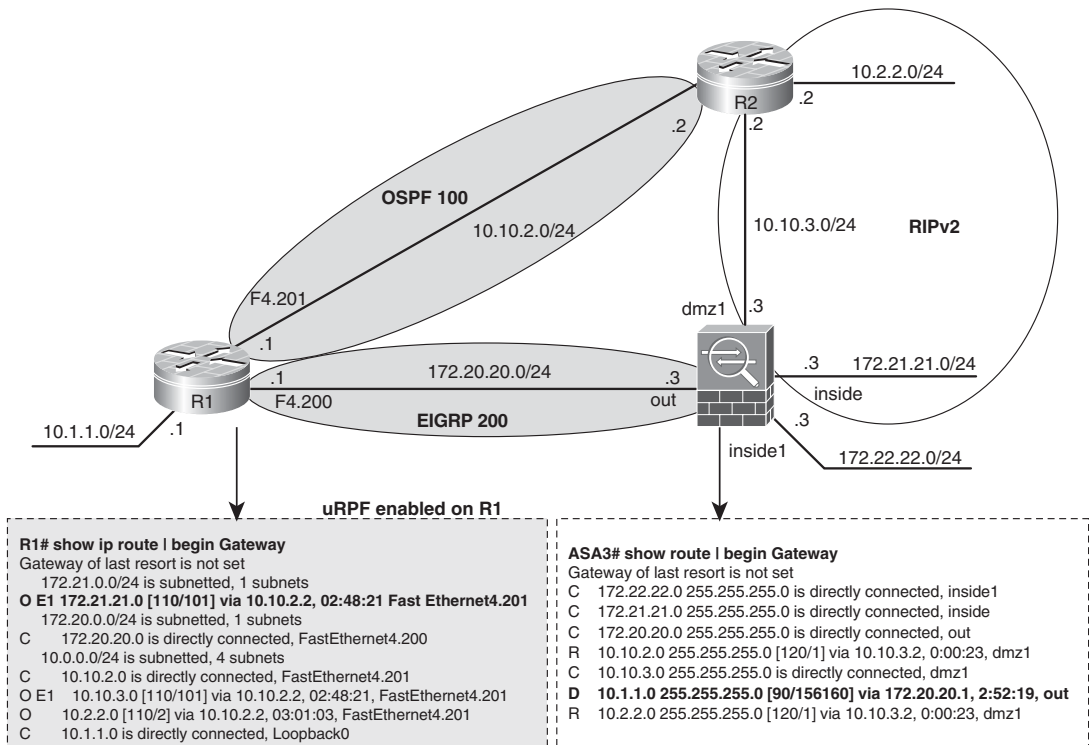 10.2.2.0/24
R2
.2
.2
.2
OSPF 100
10.10.2.0/24
10.10.3.0/24
RIPv2
F4.201
dmz1
.3
.1
172.20.20.0/24
.3
172.21.21.0/24
.1
.3
R1
F4.200
out
inside
EIGRP 200
10.1.1.0/24
.1
.3
inside1
172.22.22.0/24
uRPF enabled on R1
R1# show ip route | begin Gateway
Gateway of last resort is not set
172.21.0.0/24 is subnetted, 1 subnets
O E1 172.21.21.0 [110/101] via 10.10.2.2, 02:48:21 Fast Ethernet4.201
172.20.0.0/24 is subnetted, 1 subnets
C 172.20.20.0 is directly connected, FastEthernet4.200
10.0.0.0/24 is subnetted, 4 subnets
C 10.10.2.0 is directly connected, FastEthernet4.201
O E1 10.10.3.0 [110/101] via 10.10.2.2, 02:48:21, FastEthernet4.201
O 10.2.2.0 [110/2] via 10.10.2.2, 03:01:03, FastEthernet4.201
C 10.1.1.0 is directly connected, Loopback0
ASA3# show route | begin Gateway
Gateway of last resort is not set
C 172.22.22.0 255.255.255.0 is directly connected, inside1
C 172.21.21.0 255.255.255.0 is directly connected, inside
C 172.20.20.0 255.255.255.0 is directly connected, out
R 10.10.2.0 255.255.255.0 [120/1] via 10.10.3.2, 0:00:23, dmz1
C 10.10.3.0 255.255.255.0 is directly connected, dmz1
D 10.1.1.0 255.255.255.0 [90/156160] via 172.20.20.1, 2:52:19, out
R 10.2.2.0 255.255.255.0 [120/1] via 10.10.3.2, 0:00:23, dmz1